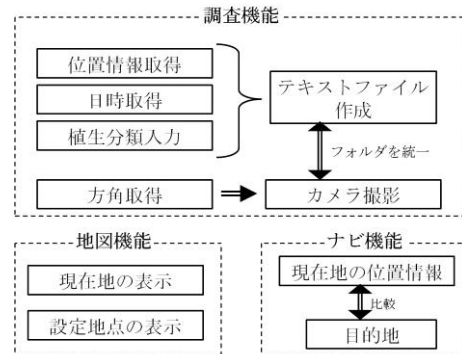 調査機能
位置情報取得
日時取得
植生分類入力
テキストファイル
作成
フォルダを統一
方角取得
カメラ撮影
地図機能
現在地の表示
設定地点の表示
ナビ機能
現在地の位置情報
比較
目的地